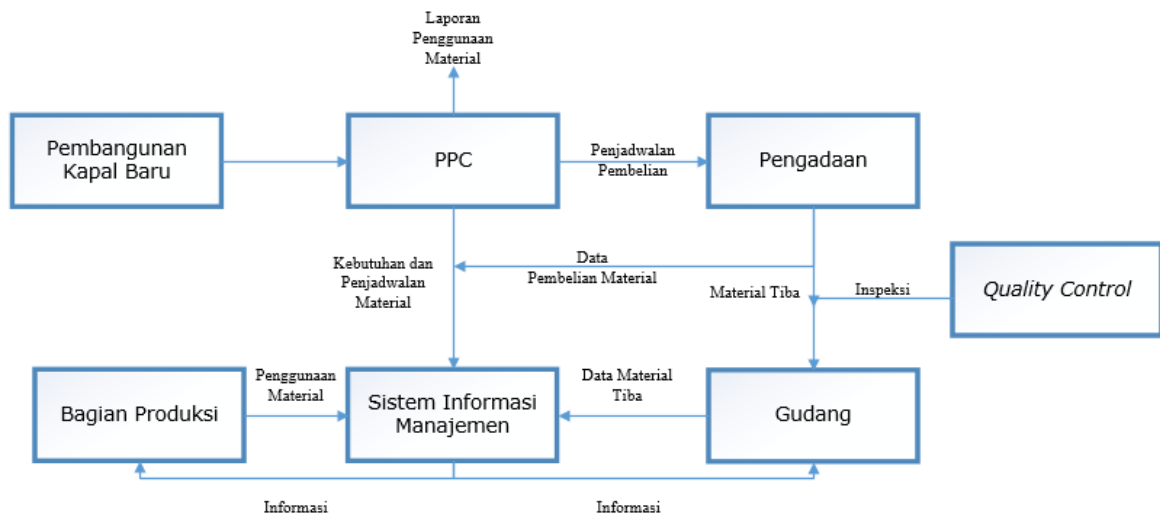 Laporan
Penggunaan
Material
Pembangunan
Kapal Baru
PPC
Penjadwalan
Pembelian
Pengadaan
Kebutuhan dan
Penjadwalan
Material
Data
Pembelian Material
Material Tiba
Inspeksi
Quality Control
Bagian Produksi
Penggunaan
Material
Sistem Informasi
Manajemen
Data Material
Tiba
Gudang
Informasi
Informasi